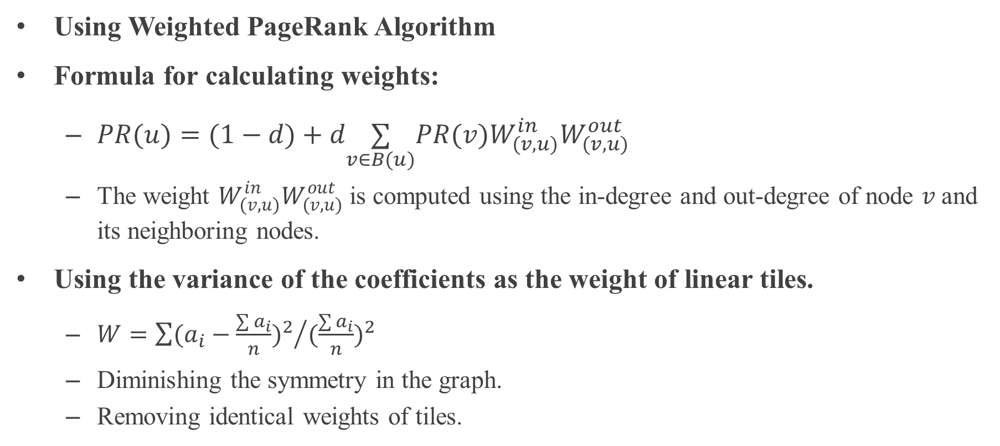 • Using Weighted PageRank Algorithm
• Formula for calculating weights:
– $PR(u) = (1 - d) + d \sum_{v \in B(u)} PR(v) W^{in}_{(v,u)} W^{out}_{(v,u)}$
– The weight $W^{in}_{(v,u)} W^{out}_{(v,u)}$ is computed using the in-degree and out-degree of node $v$ and
its neighboring nodes.
• Using the variance of the coefficients as the weight of linear tiles.
– $W = \sum (a_i - \frac{\sum a_i}{n})^2 / (\frac{\sum a_i}{n})^2$
– Diminishing the symmetry in the graph.
– Removing identical weights of tiles.